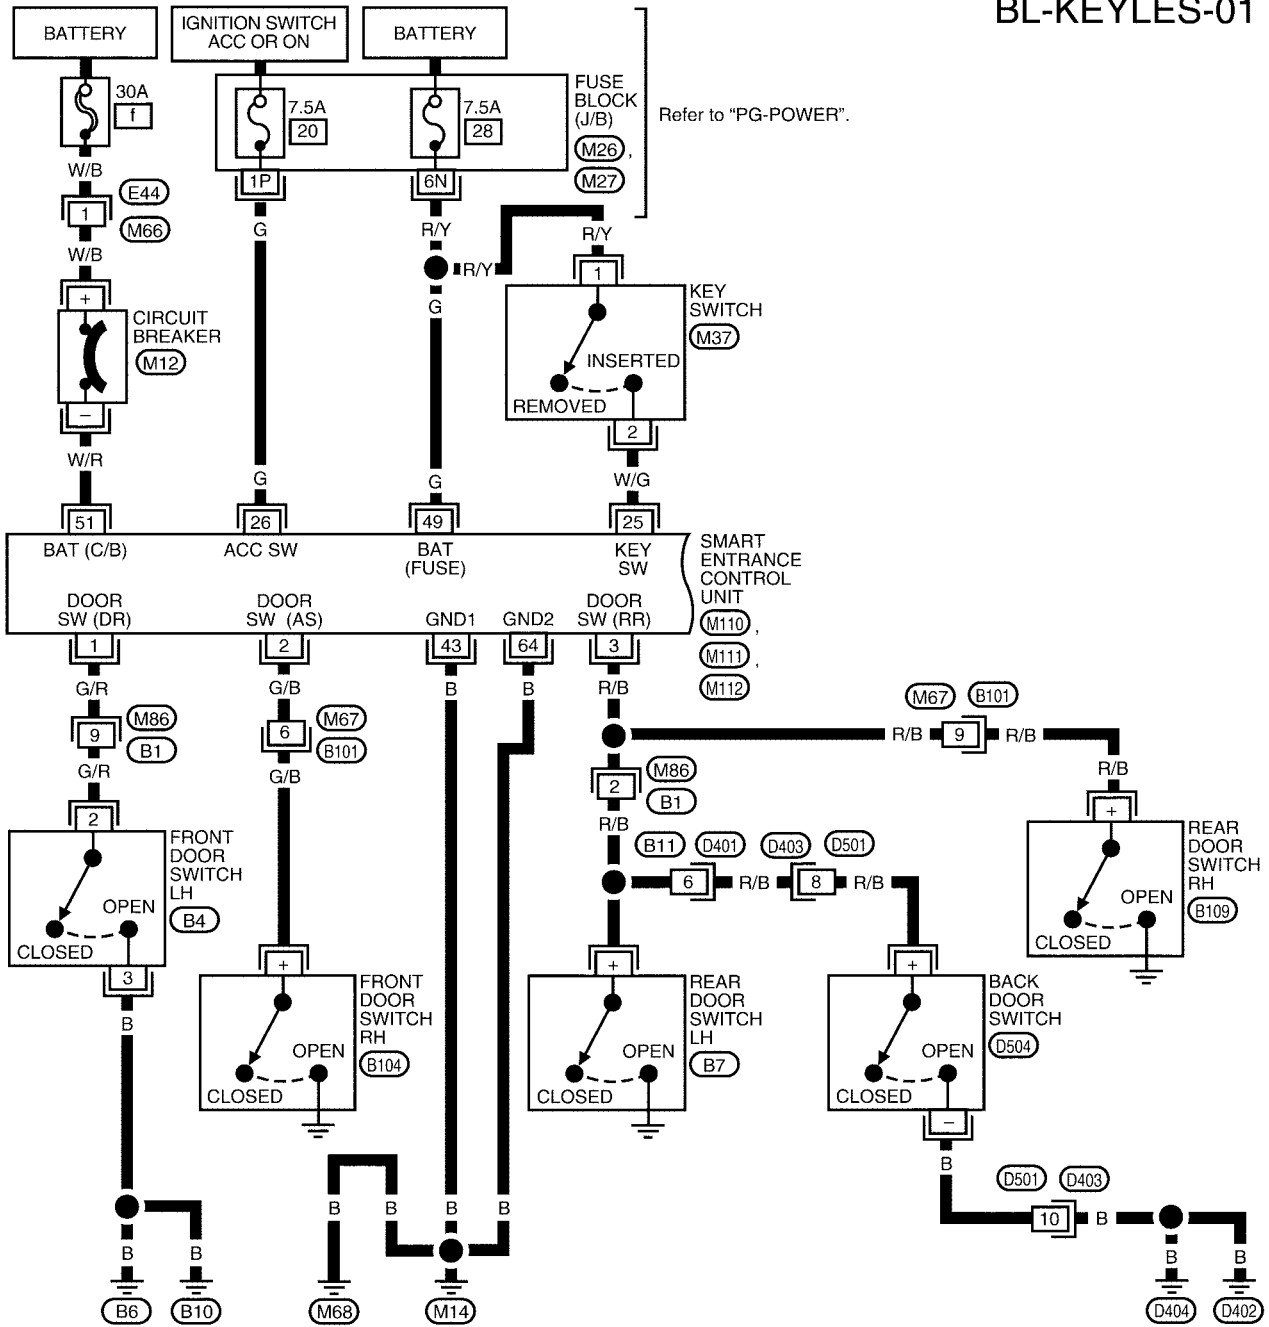 BL-KEYLES-01
BATTERY
IGNITION SWITCH
ACC OR ON
BATTERY
30A
f
7.5A
20
7.5A
28
FUSE
BLOCK
(J/B)
M26 ,
M27
Refer to “PG-POWER”.
W/B
1P
6N
1
E44
M66
G
R/Y
R/Y
W/B
R/Y
+
G
1
KEY
SWITCH
M37
CIRCUIT
BREAKER
M12
INSERTED
REMOVED
–
2
W/R
G
G
W/G
51
26
49
25
BAT (C/B)
ACC SW
BAT
(FUSE)
KEY
SW
SMART
ENTRANCE
CONTROL
UNIT
M110 ,
M111 ,
M112
DOOR
SW (DR)
DOOR
SW (AS)
GND1
GND2
DOOR
SW (RR)
1
2
43
64
3
G/R
G/B
B
B
R/B
M67
B101
9
M86
B1
6
M67
B101
R/B
9
R/B
G/R
G/B
2
M86
B1
R/B
R/B
2
+
FRONT
DOOR
SWITCH
LH
B4
OPEN
CLOSED
B11
D401
D403
D501
6
R/B
8
R/B
REAR
DOOR
SWITCH
RH
B109
OPEN
CLOSED
3
+
+
+
B
FRONT
DOOR
SWITCH
RH
B104
OPEN
CLOSED
REAR
DOOR
SWITCH
LH
B7
OPEN
CLOSED
BACK
DOOR
SWITCH
D504
OPEN
CLOSED
–
B
D501
D403
10
B
B
B
B
B
B
B
B
B
B6
B10
M68
M14
D404
D402